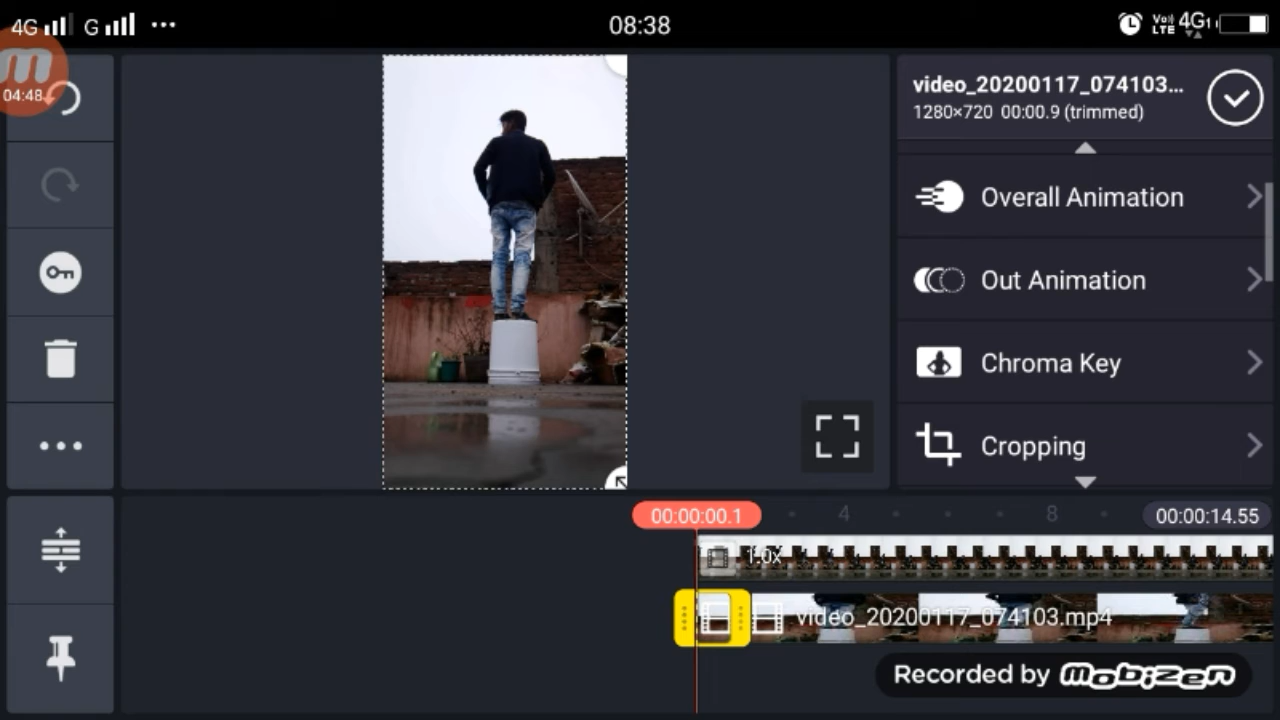 4G G ••• 08:38 Vo) LTE 4G1
m
04:48
video_20200117_074103...
1280×720 00:00.9 (trimmed)
Overall Animation
Out Animation
Chroma Key
Cropping
00:00:00.1 4 8 00:00:14.55
1.0x
video_20200117_074103.mp4
Recorded by mobizen